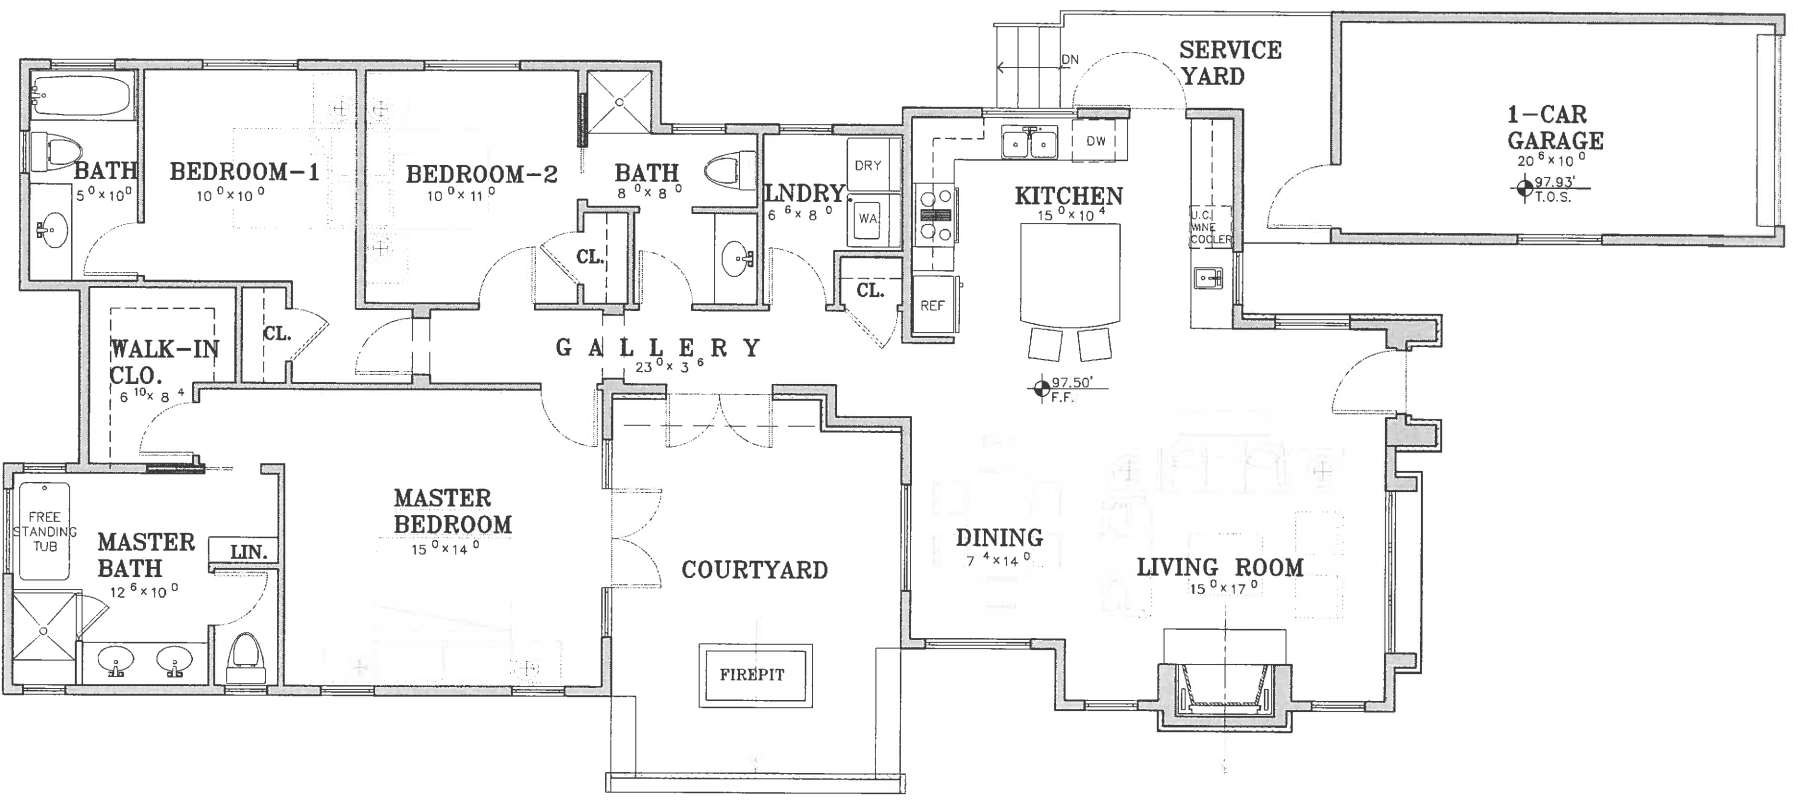 DN
SERVICE
YARD
1-CAR
GARAGE
20 6 x 10 0
97.93'
T.O.S.
BATH
5 0 x 10 0
BEDROOM-1
10 0 x 10 0
BEDROOM-2
10 0 x 11 0
BATH
8 0 x 8 0
LNDRY
6 6 x 8 0
DRY
WA
DW
KITCHEN
15 0 x 10 4
U.C.
WINE
COOLER
REF
CL.
CL.
CL.
WALK-IN
CLO.
6 10 x 8 4
GALLERY
23 0 x 3 6
97.50'
F.F.
FREE
STANDING
TUB
MASTER
BATH
12 6 x 10 0
LIN.
MASTER
BEDROOM
15 0 x 14 0
COURTYARD
FIREPIT
DINING
7 4 x 14 0
LIVING ROOM
15 0 x 17 0